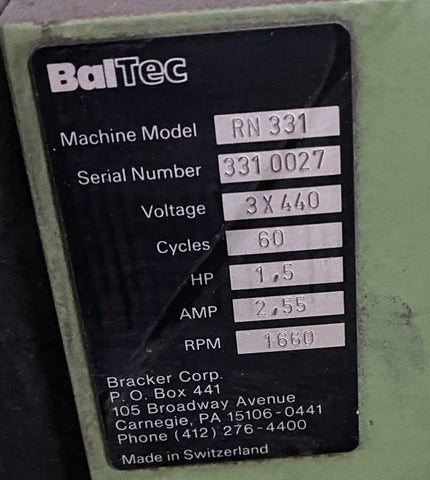 BalTec
Machine Model RN 331
Serial Number 331 0027
Voltage 3X440
Cycles 60
HP 1,5
AMP 2,55
RPM 1660
Bracker Corp.
P. O. Box 441
105 Broadway Avenue
Carnegie, PA 15106-0441
Phone (412) 276-4400
Made in Switzerland